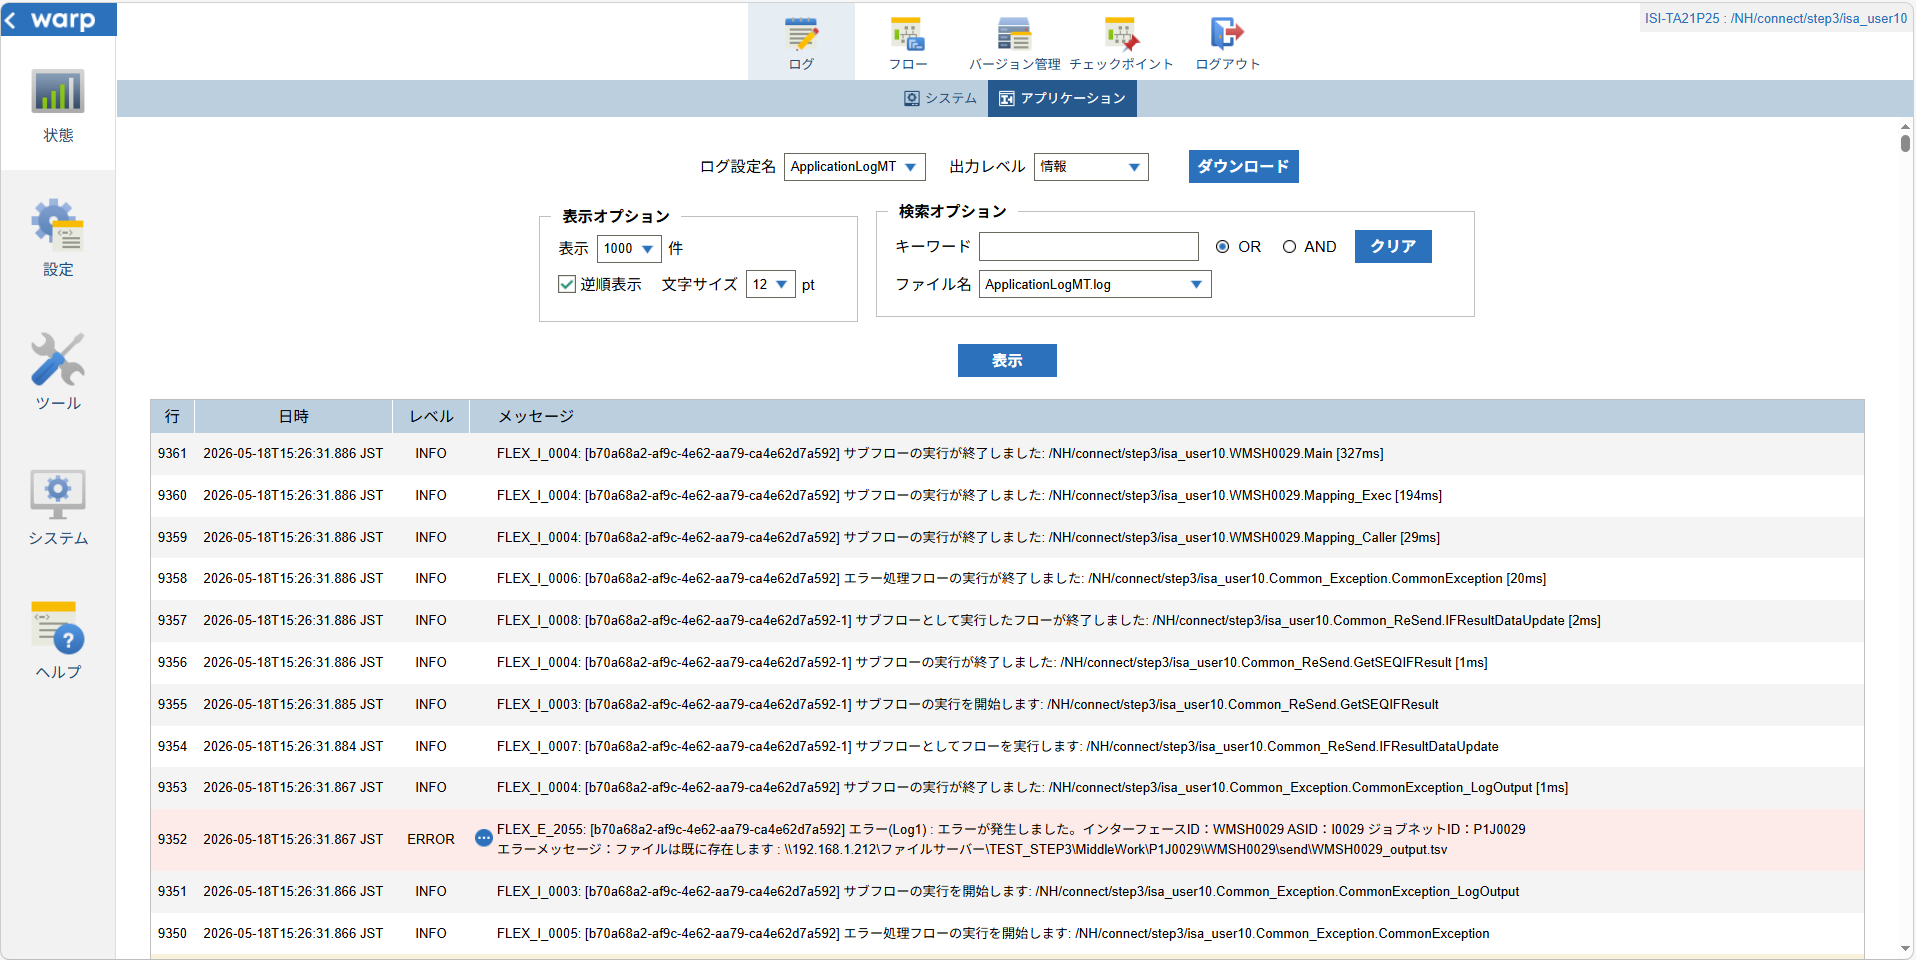 warp
ISI-TA21P25 : /NH/connect/step3/isa_user10
ログ
フロー
バージョン管理
チェックポイント
ログアウト
システム
アプリケーション
状態
設定
ツール
システム
ヘルプ
ログ設定名 ApplicationLogMT 出力レベル 情報 ダウンロード
表示オプション
表示 1000 件
逆順表示 文字サイズ 12 pt
検索オプション
キーワード OR AND クリア
ファイル名 ApplicationLogMT.log
表示
行 日時 レベル メッセージ
9361 2026-05-18T15:26:31.886 JST INFO FLEX_I_0004: [b70a68a2-af9c-4e62-aa79-ca4e62d7a592] サブフローの実行が終了しました: /NH/connect/step3/isa_user10.WMSH0029.Main [327ms]
9360 2026-05-18T15:26:31.886 JST INFO FLEX_I_0004: [b70a68a2-af9c-4e62-aa79-ca4e62d7a592] サブフローの実行が終了しました: /NH/connect/step3/isa_user10.WMSH0029.Mapping_Exec [194ms]
9359 2026-05-18T15:26:31.886 JST INFO FLEX_I_0004: [b70a68a2-af9c-4e62-aa79-ca4e62d7a592] サブフローの実行が終了しました: /NH/connect/step3/isa_user10.WMSH0029.Mapping_Caller [29ms]
9358 2026-05-18T15:26:31.886 JST INFO FLEX_I_0006: [b70a68a2-af9c-4e62-aa79-ca4e62d7a592] エラー処理フローの実行が終了しました: /NH/connect/step3/isa_user10.Common_Exception.CommonException [20ms]
9357 2026-05-18T15:26:31.886 JST INFO FLEX_I_0008: [b70a68a2-af9c-4e62-aa79-ca4e62d7a592-1] サブフローとして実行したフローが終了しました: /NH/connect/step3/isa_user10.Common_ReSend.IFResultDataUpdate [2ms]
9356 2026-05-18T15:26:31.886 JST INFO FLEX_I_0004: [b70a68a2-af9c-4e62-aa79-ca4e62d7a592-1] サブフローの実行が終了しました: /NH/connect/step3/isa_user10.Common_ReSend.GetSEQIFResult [1ms]
9355 2026-05-18T15:26:31.885 JST INFO FLEX_I_0003: [b70a68a2-af9c-4e62-aa79-ca4e62d7a592-1] サブフローの実行を開始します: /NH/connect/step3/isa_user10.Common_ReSend.GetSEQIFResult
9354 2026-05-18T15:26:31.884 JST INFO FLEX_I_0007: [b70a68a2-af9c-4e62-aa79-ca4e62d7a592-1] サブフローとしてフローを実行します: /NH/connect/step3/isa_user10.Common_ReSend.IFResultDataUpdate
9353 2026-05-18T15:26:31.867 JST INFO FLEX_I_0004: [b70a68a2-af9c-4e62-aa79-ca4e62d7a592] サブフローの実行が終了しました: /NH/connect/step3/isa_user10.Common_Exception.CommonException_LogOutput [1ms]
9352 2026-05-18T15:26:31.867 JST ERROR FLEX_E_2055: [b70a68a2-af9c-4e62-aa79-ca4e62d7a592] エラー(Log1) : エラーが発生しました。インターフェースID：WMSH0029 ASID：I0029 ジョブネットID：P1J0029
エラーメッセージ：ファイルは既に存在します : \\192.168.1.212\ファイルサーバー\TEST_STEP3\MiddleWork\P1J0029\WMSH0029\send\WMSH0029_output.tsv
9351 2026-05-18T15:26:31.866 JST INFO FLEX_I_0003: [b70a68a2-af9c-4e62-aa79-ca4e62d7a592] サブフローの実行を開始します: /NH/connect/step3/isa_user10.Common_Exception.CommonException_LogOutput
9350 2026-05-18T15:26:31.866 JST INFO FLEX_I_0005: [b70a68a2-af9c-4e62-aa79-ca4e62d7a592] エラー処理フローの実行を開始します: /NH/connect/step3/isa_user10.Common_Exception.CommonException